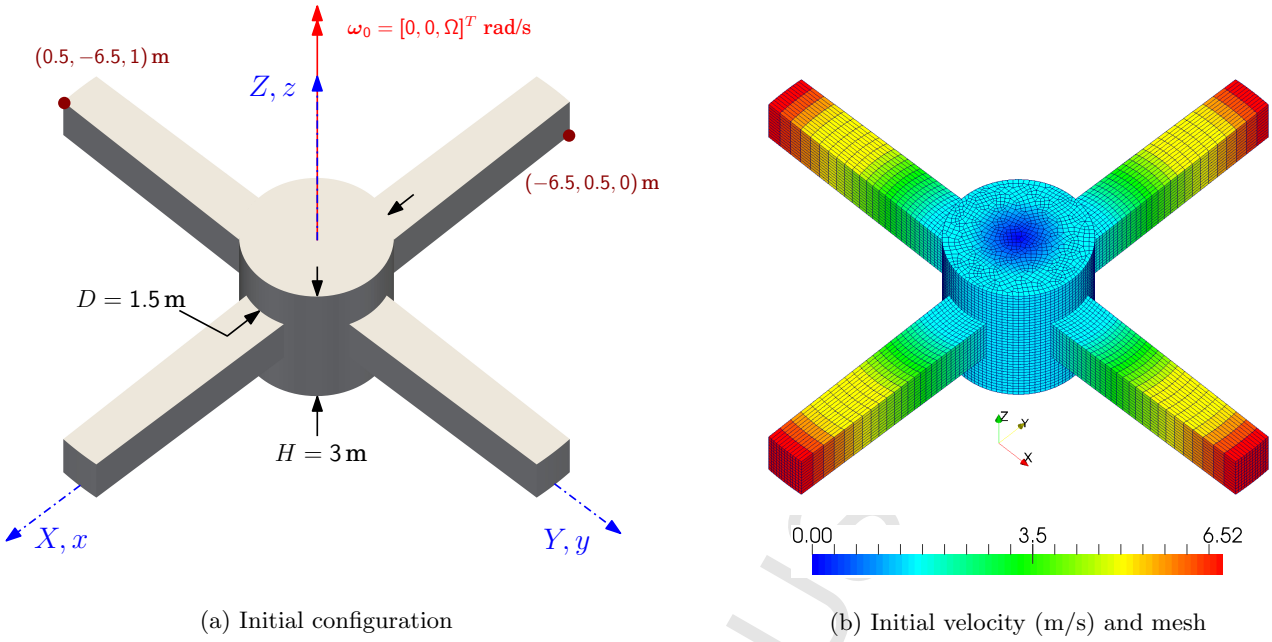 ω₀ = [0, 0, Ω]ᵀ rad/s
(0.5, −6.5, 1) m
Z, z
(−6.5, 0.5, 0) m
D = 1.5 m
H = 3 m
X, x
Y, y
(a) Initial configuration
Z
Y
X
0.00 3.5 6.52
(b) Initial velocity (m/s) and mesh